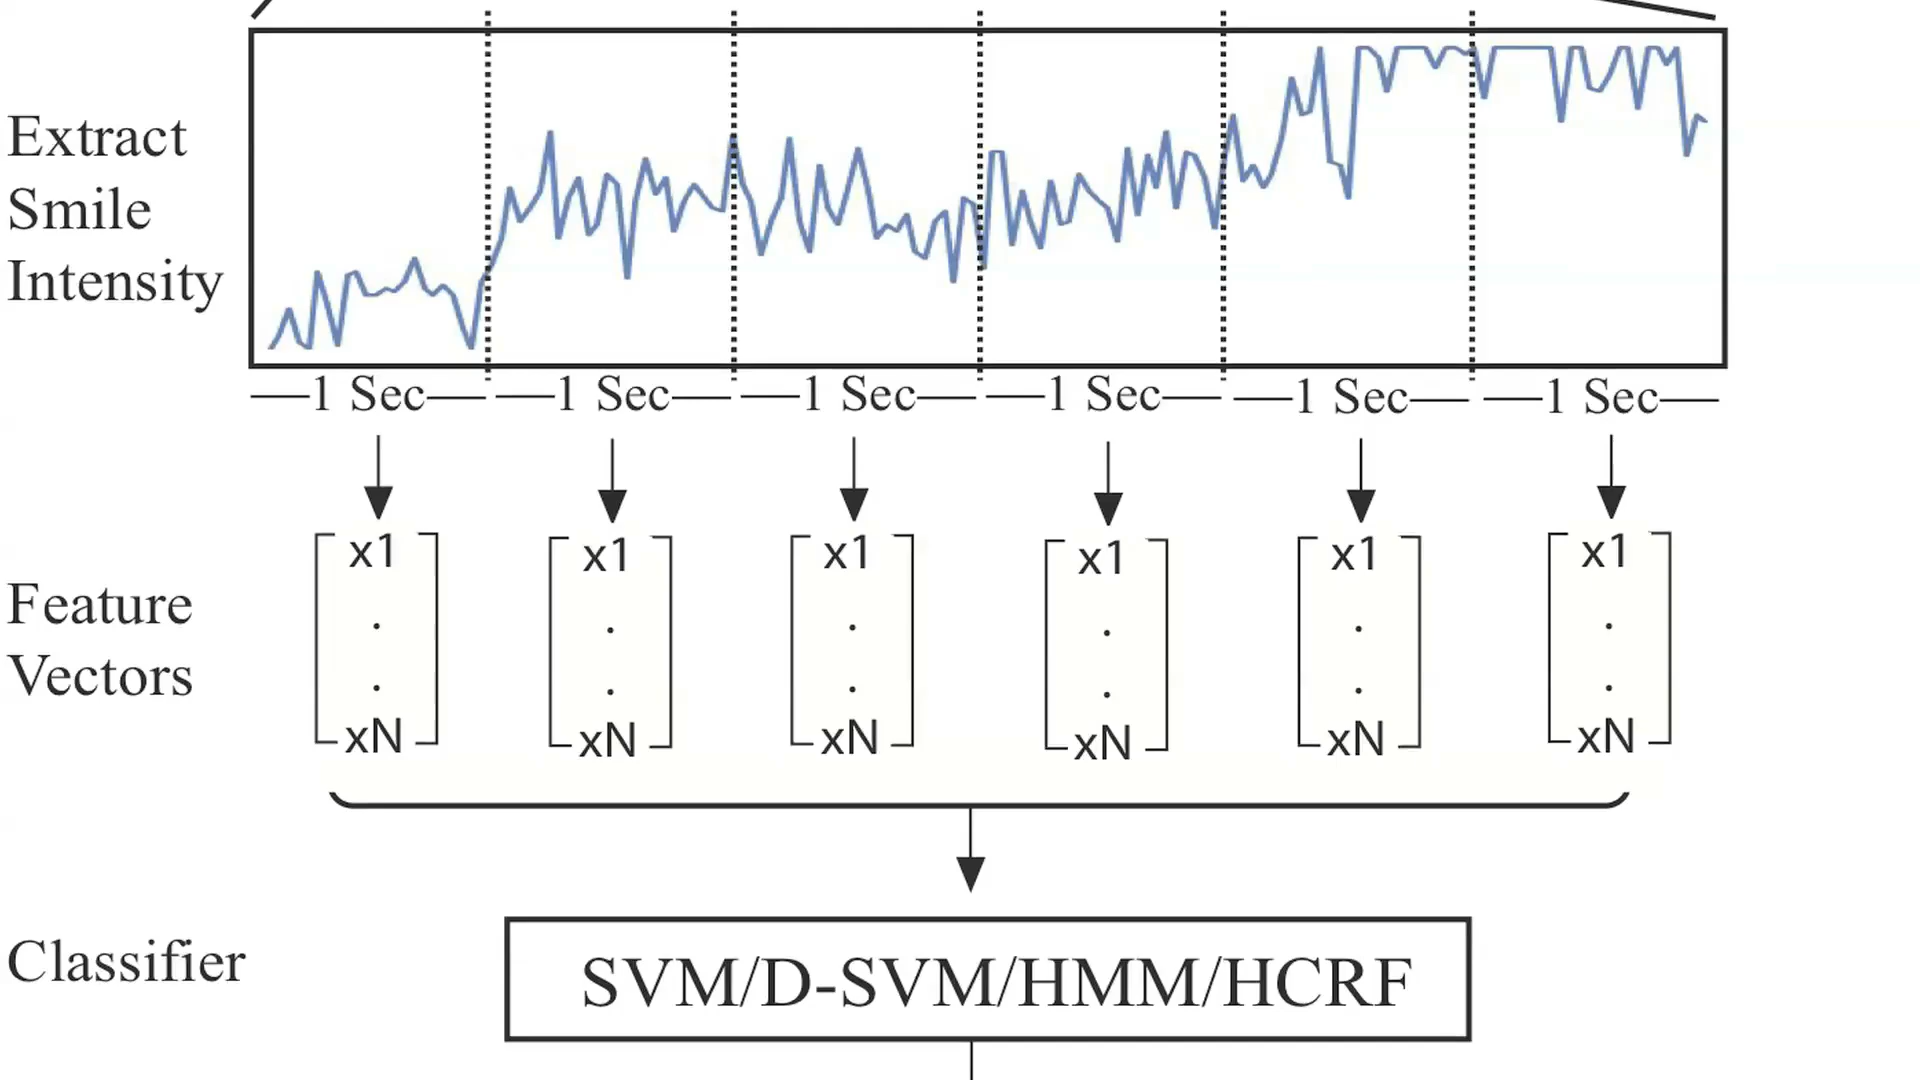 Extract
Smile
Intensity
1 Sec 1 Sec 1 Sec 1 Sec 1 Sec 1 Sec
Feature
Vectors
x1 x1 x1 x1 x1 x1
. . . . . .
. . . . . .
xN xN xN xN xN xN
Classifier
SVM/D-SVM/HMM/HCRF